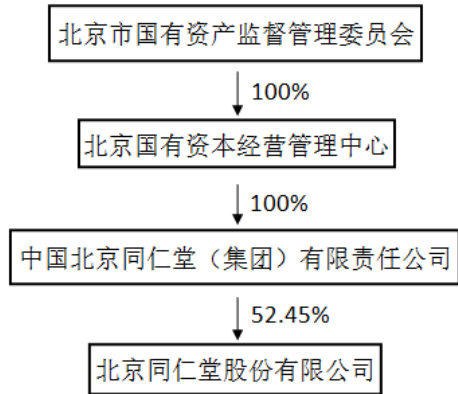 北京市国有资产监督管理委员会
100%
北京国有资本经营管理中心
100%
中国北京同仁堂（集团）有限责任公司
52.45%
北京同仁堂股份有限公司